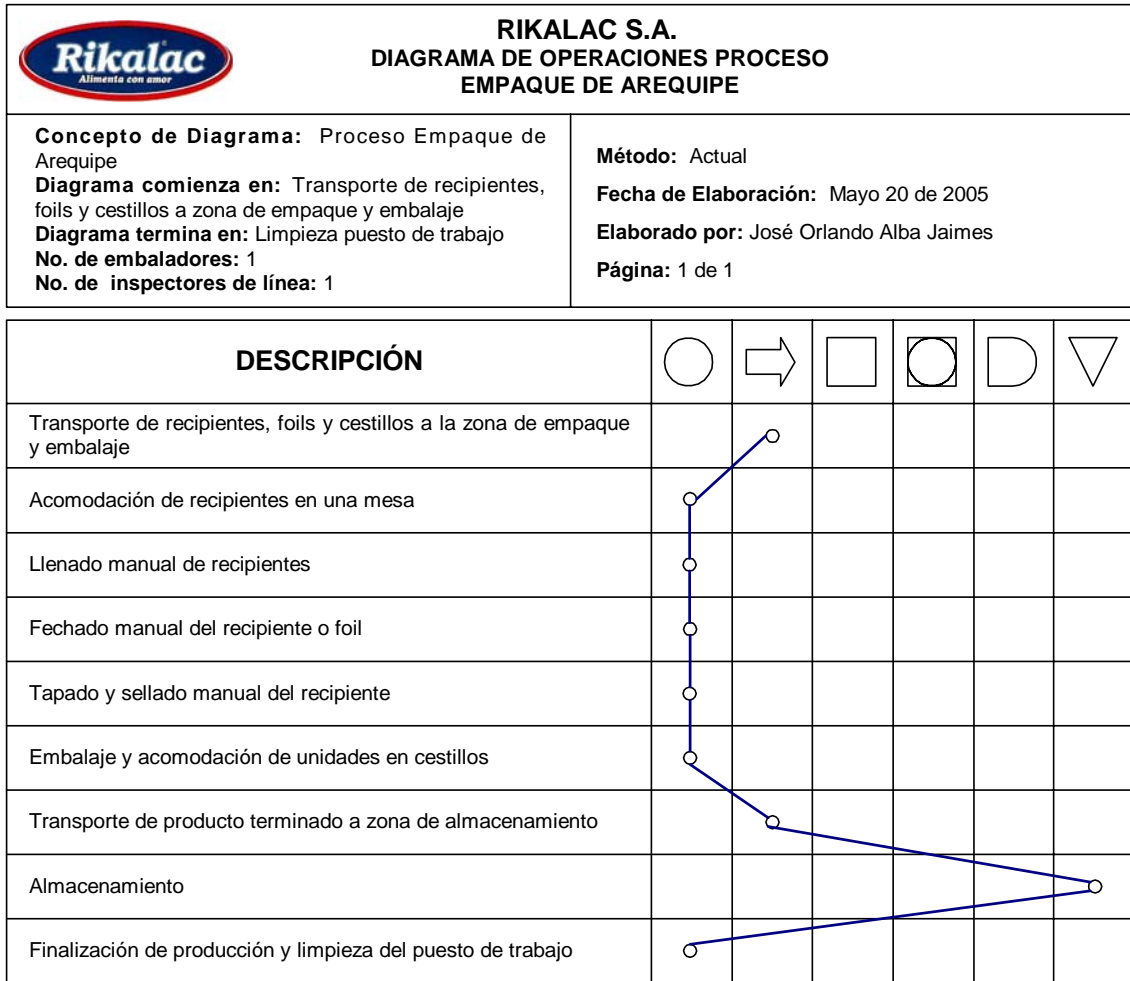 Rikalac
Alimenta con amor
RIKALAC S.A.
DIAGRAMA DE OPERACIONES PROCESO
EMPAQUE DE AREQUIPE
Concepto de Diagrama: Proceso Empaque de
Arequipe
Diagrama comienza en: Transporte de recipientes,
foils y cestillos a zona de empaque y embalaje
Diagrama termina en: Limpieza puesto de trabajo
No. de embaladores: 1
No. de inspectores de línea: 1
Método: Actual
Fecha de Elaboración: Mayo 20 de 2005
Elaborado por: José Orlando Alba Jaimes
Página: 1 de 1
DESCRIPCIÓN
Transporte de recipientes, foils y cestillos a la zona de empaque
y embalaje
Acomodación de recipientes en una mesa
Llenado manual de recipientes
Fechado manual del recipiente o foil
Tapado y sellado manual del recipiente
Embalaje y acomodación de unidades en cestillos
Transporte de producto terminado a zona de almacenamiento
Almacenamiento
Finalización de producción y limpieza del puesto de trabajo